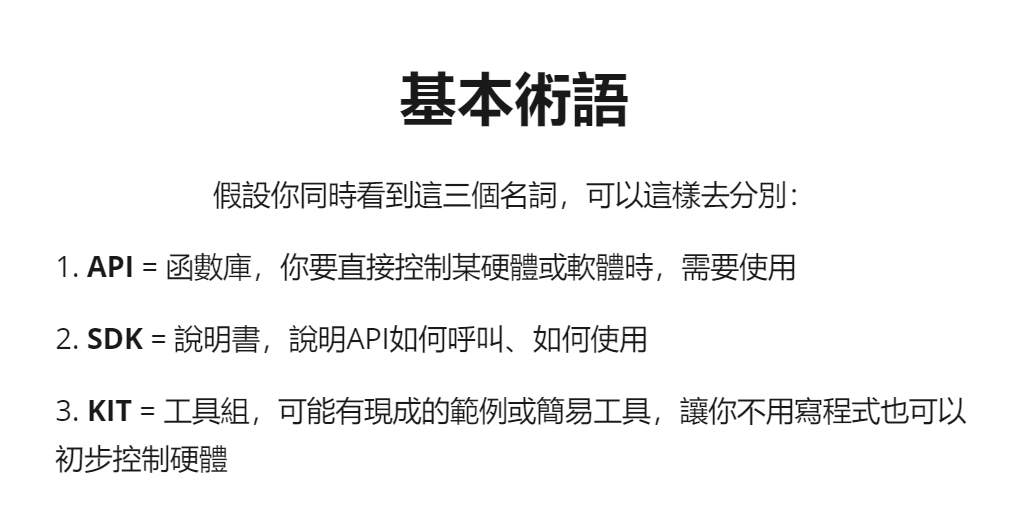 基本術語
假設你同時看到這三個名詞，可以這樣去分別：
1. API = 函數庫，你要直接控制某硬體或軟體時，需要使用
2. SDK = 說明書，說明API如何呼叫、如何使用
3. KIT = 工具組，可能有現成的範例或簡易工具，讓你不用寫程式也可以
初步控制硬體